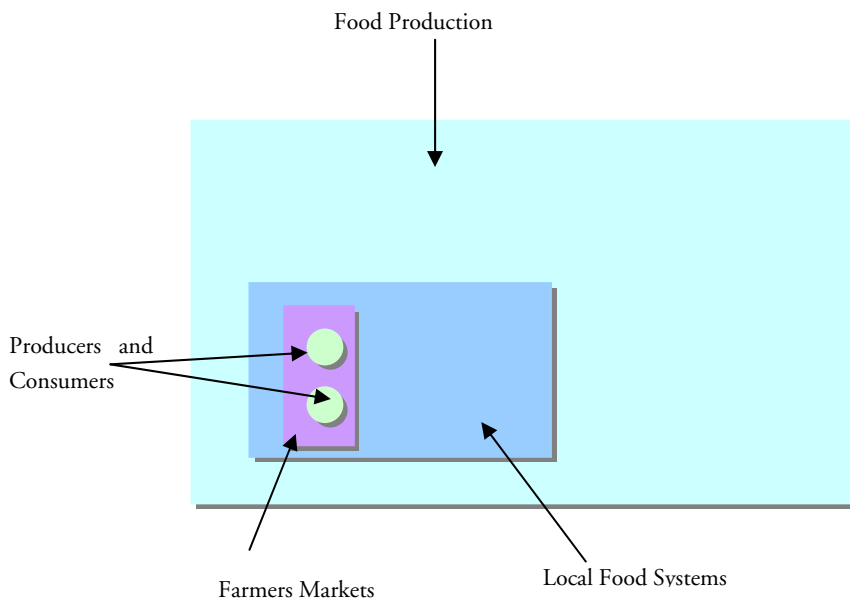 Food Production
Producers and
Consumers
Farmers Markets
Local Food Systems